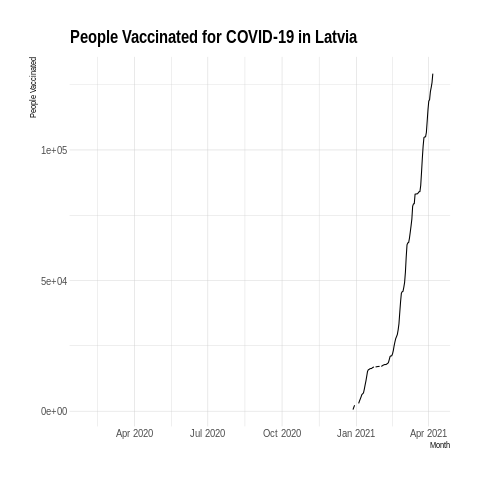 People Vaccinated for COVID-19 in Latvia
People Vaccinated
1e+05
5e+04
0e+00
Apr 2020 Jul 2020 Oct 2020 Jan 2021 Apr 2021
Month